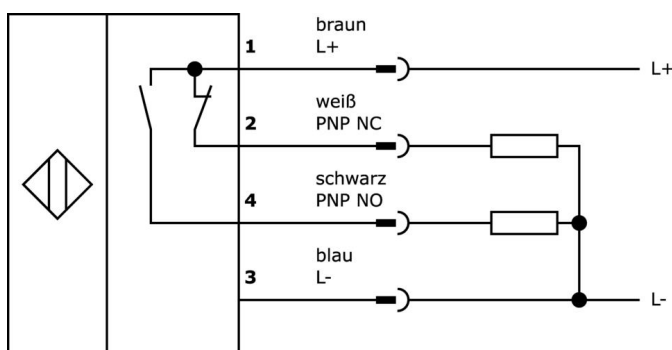 1
braun
L+
L+
2
weiß
PNP NC
4
schwarz
PNP NO
3
blau
L-
L-